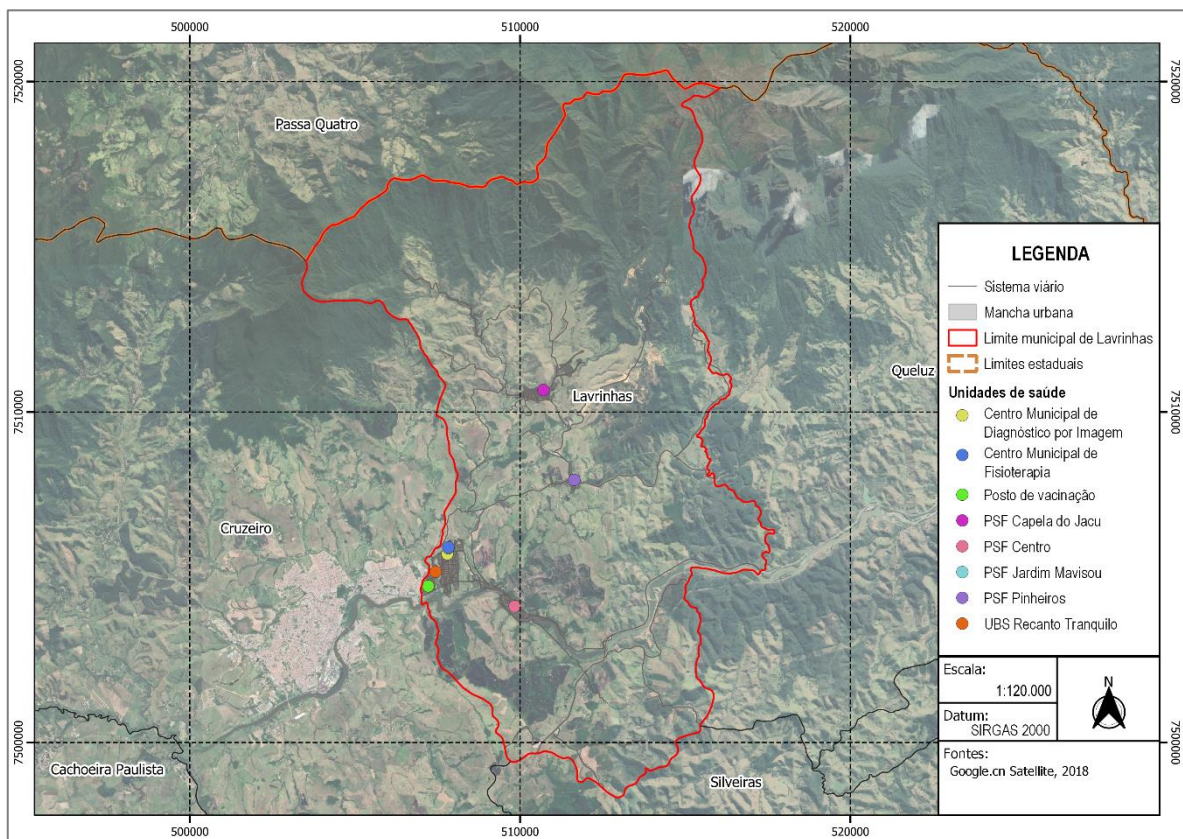 500000
510000
520000
7520000
7520000
Passa Quatro
LEGENDA
Sistema viário
Mancha urbana
Limite municipal de Lavrinhas
Limites estaduais
Unidades de saúde
Centro Municipal de
Diagnóstico por Imagem
Centro Municipal de
Fisioterapia
Posto de vacinação
PSF Capela do Jacu
PSF Centro
PSF Jardim Mavisou
PSF Pinheiros
UBS Recanto Tranquilo
Queluz
Lavrinhas
7510000
7510000
Cruzeiro
Escala:
1:120.000
N
Datum:
SIRGAS 2000
Fontes:
Google.cn Satellite, 2018
7500000
7500000
Cachoeira Paulista
Silveiras
500000
510000
520000